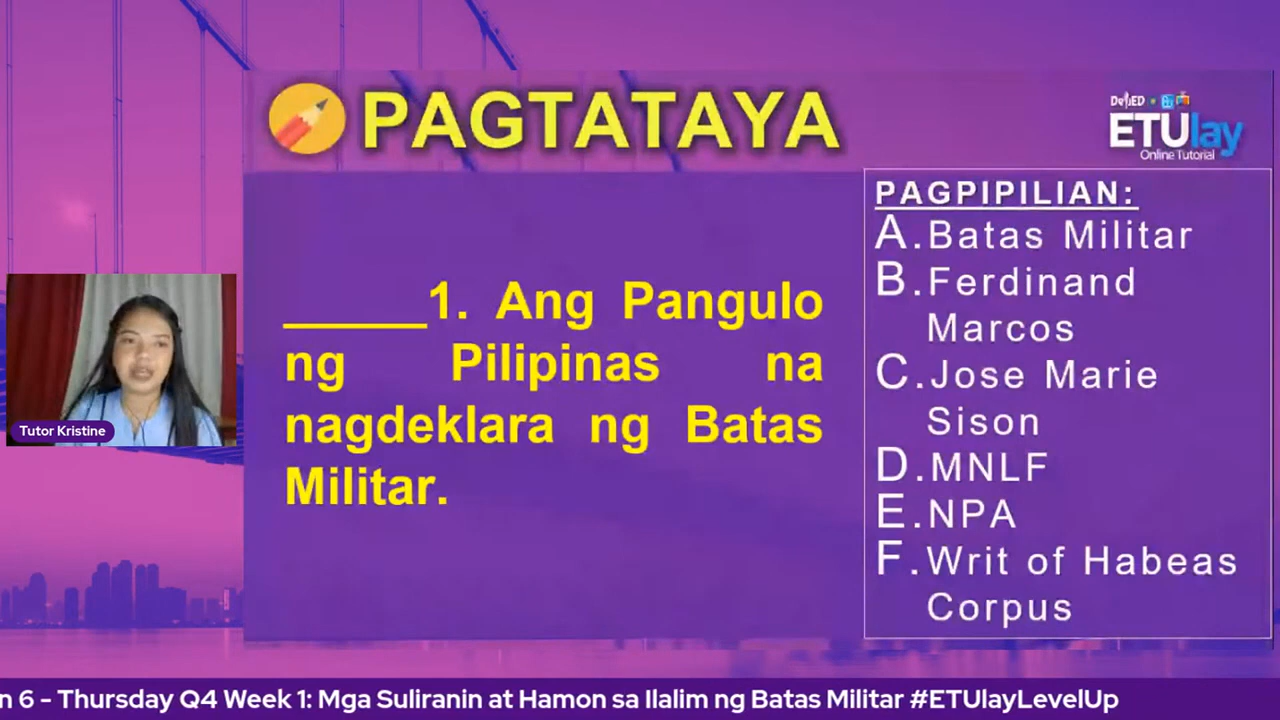 PAGTATAYA
DepED
ETUlay
Online Tutorial
______1. Ang Pangulo
ng Pilipinas na
nagdeklara ng Batas
Militar.
PAGPIPILIAN:
A.Batas Militar
B.Ferdinand
Marcos
C.Jose Marie
Sison
D.MNLF
E.NPA
F.Writ of Habeas
Corpus
Tutor Kristine
n 6 - Thursday Q4 Week 1: Mga Suliranin at Hamon sa Ilalim ng Batas Militar #ETUlayLevelUp